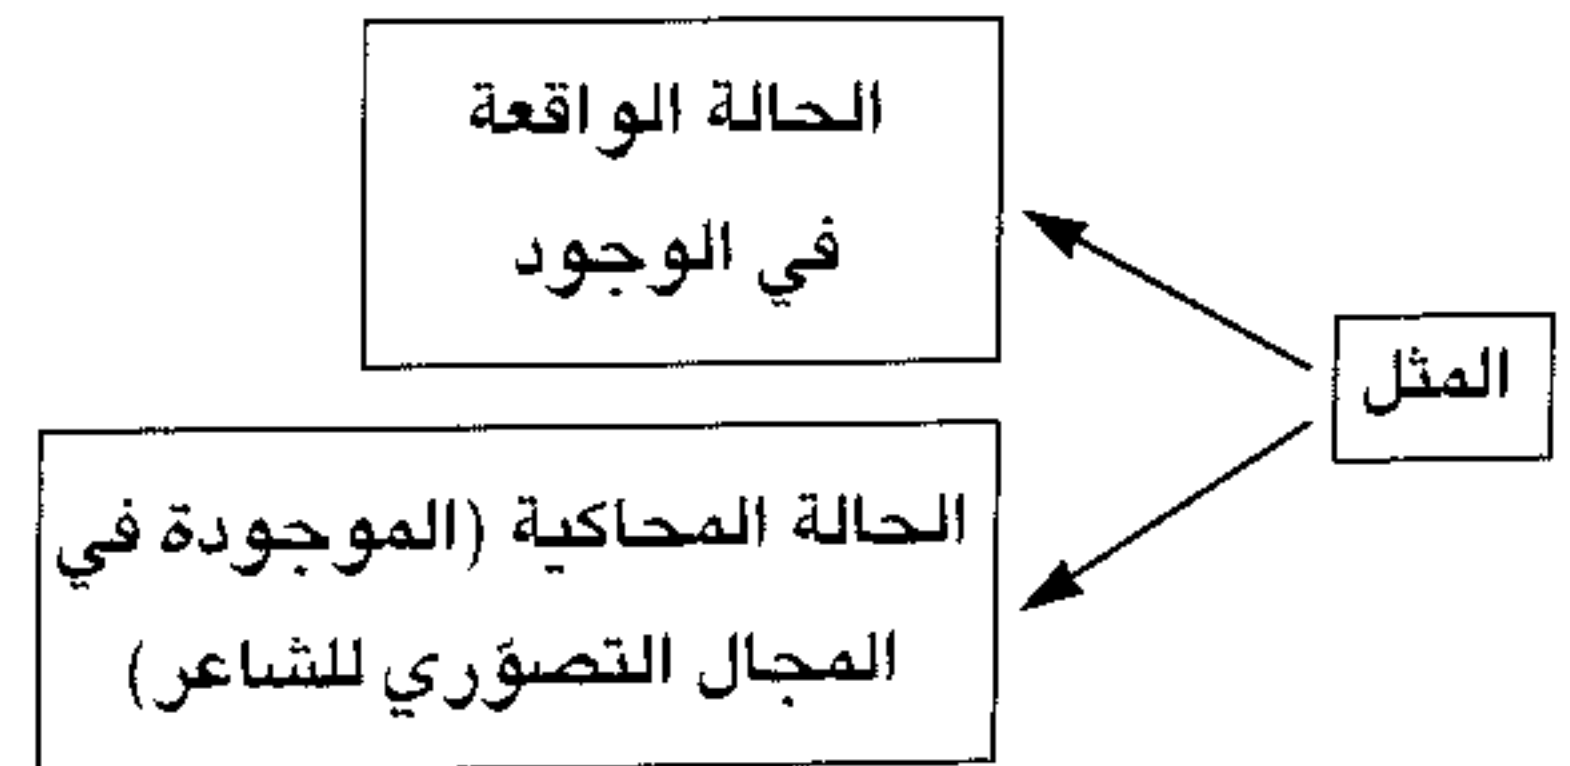 الحالة الواقعة
في الوجود
المثل
الحالة المحاكية (الموجودة في
المجال التصوّري للشاعر)